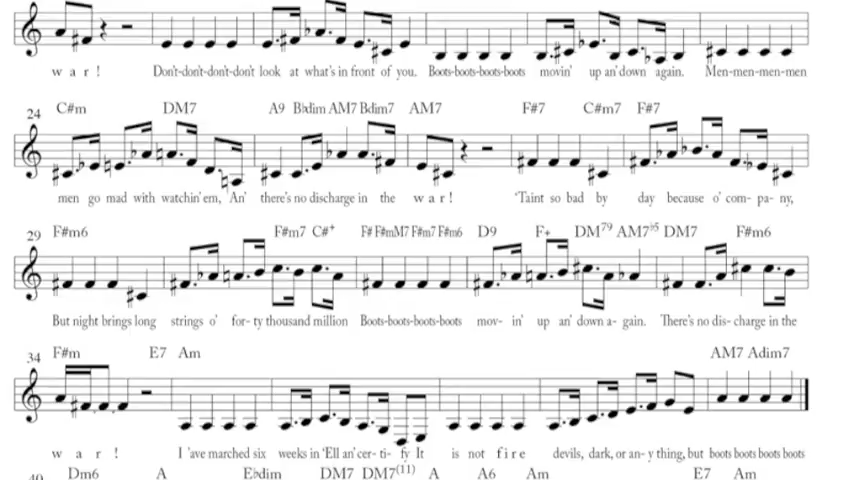 w a r ! Don't-don't-don't-don't look at what's in front of you. Boots-boots-boots-boots movin' up an' down again. Men-men-men-men
24 C#m DM7 A9 B♭dim AM7 Bdim7 AM7 F#7 C#m7 F#7
men go mad with watchin' em, An' there's no discharge in the w a r ! 'Taint so bad by day because o' com- pa- ny,
29 F#m6 F#m7 C#+ F# F#mM7 F#m7 F#m6 D9 F+ DM79 AM7♭5 DM7 F#m6
But night brings long strings o' for- ty thousand million Boots-boots-boots-boots mov- in' up an' down a- gain. There's no dis- charge in the
34 F#m E7 Am AM7 Adim7
w a r ! I 'ave marched six weeks in 'Ell an' cer- ti- fy It is not f i r e devils, dark, or an- y thing, but boots boots boots boots
40 Dm6 A E♭dim DM7 DM7(11) A A6 Am E7 Am